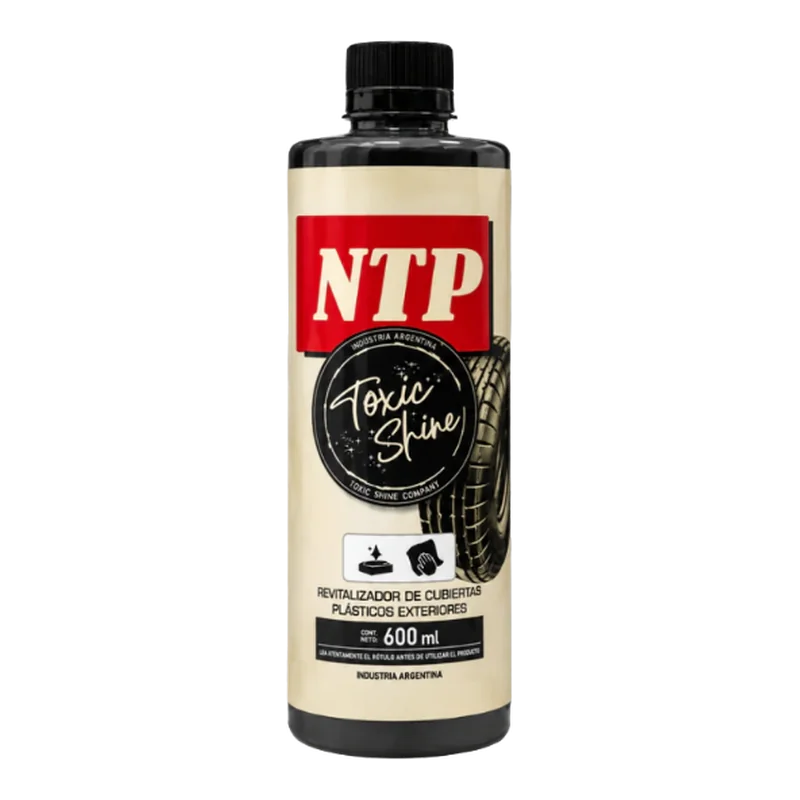 NTP
INDUSTRIA ARGENTINA
Toxic
Shine
TOXIC SHINE COMPANY
REVITALIZADOR DE CUBIERTAS
PLÁSTICOS EXTERIORES
CONT.
NETO: 600 ml
LEA ATENTAMENTE EL RÓTULO ANTES DE UTILIZAR EL PRODUCTO
INDUSTRIA ARGENTINA